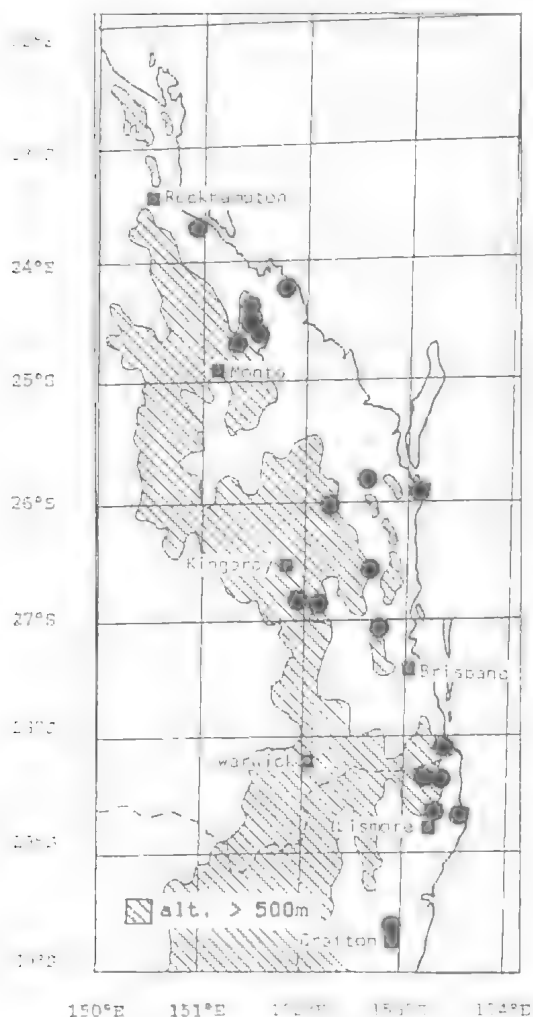 Rockhampton
24°S
Monto
25°S
26°S
Kingaroy
27°S
Brisbane
Warwick
Lismore
alt. > 500m
Grafton
150°E 151°E